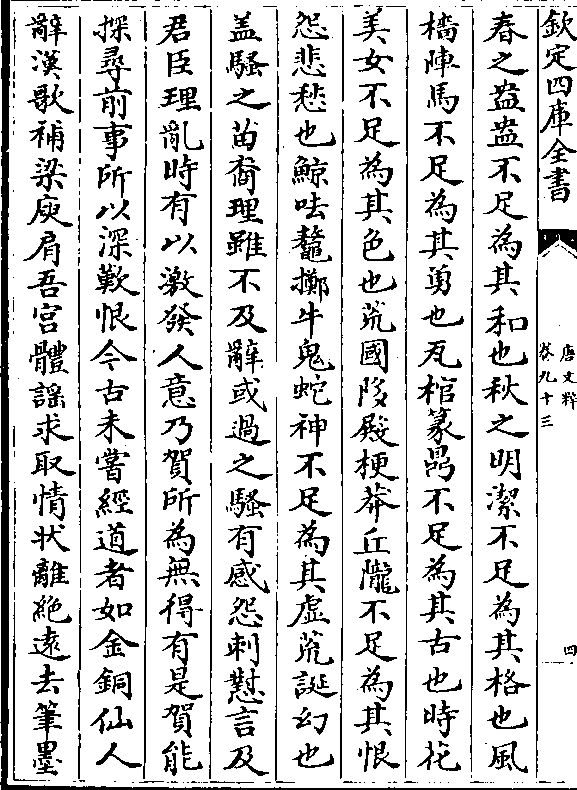 欽定四庫全書
唐文粹
卷九十三
四
春之盎盎不足為其和也秋之明潔不足為其格也風
檣陣馬不足為其勇也瓦棺篆鼎不足為其古也時花
美女不足為其色也荒國陊殿梗莽丘隴不足為其恨
怨悲愁也鯨呿鼇擲牛鬼蛇神不足為其虛荒誕幻也
盖騷之苗裔理雖不及辭或過之騷有感怨刺懟言及
君臣理亂時有以激發人意乃賀所為無得有是賀能
探尋前事所以深歎恨今古未嘗經道者如金銅仙人
辭漢歌補梁庾肩吾宮體謡求取情状離絶遠去筆墨